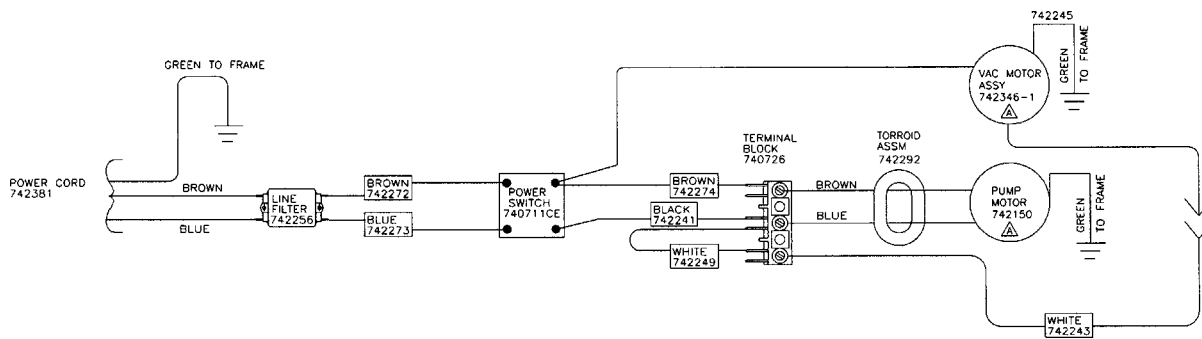 742245
GREEN TO FRAME
GREEN
TO FRAME
VAC MOTOR
ASSY
742346-1
A
TERMINAL
BLOCK
740726
TORROID
ASSM
742292
POWER CORD
742381
BROWN
BLUE
LINE
FILTER
742256
BROWN
742272
BLUE
742273
POWER
SWITCH
740711CE
BROWN
742274
BLACK
742241
WHITE
742249
BROWN
BLUE
PUMP
MOTOR
742150
A
GREEN
TO FRAME
WHITE
742243